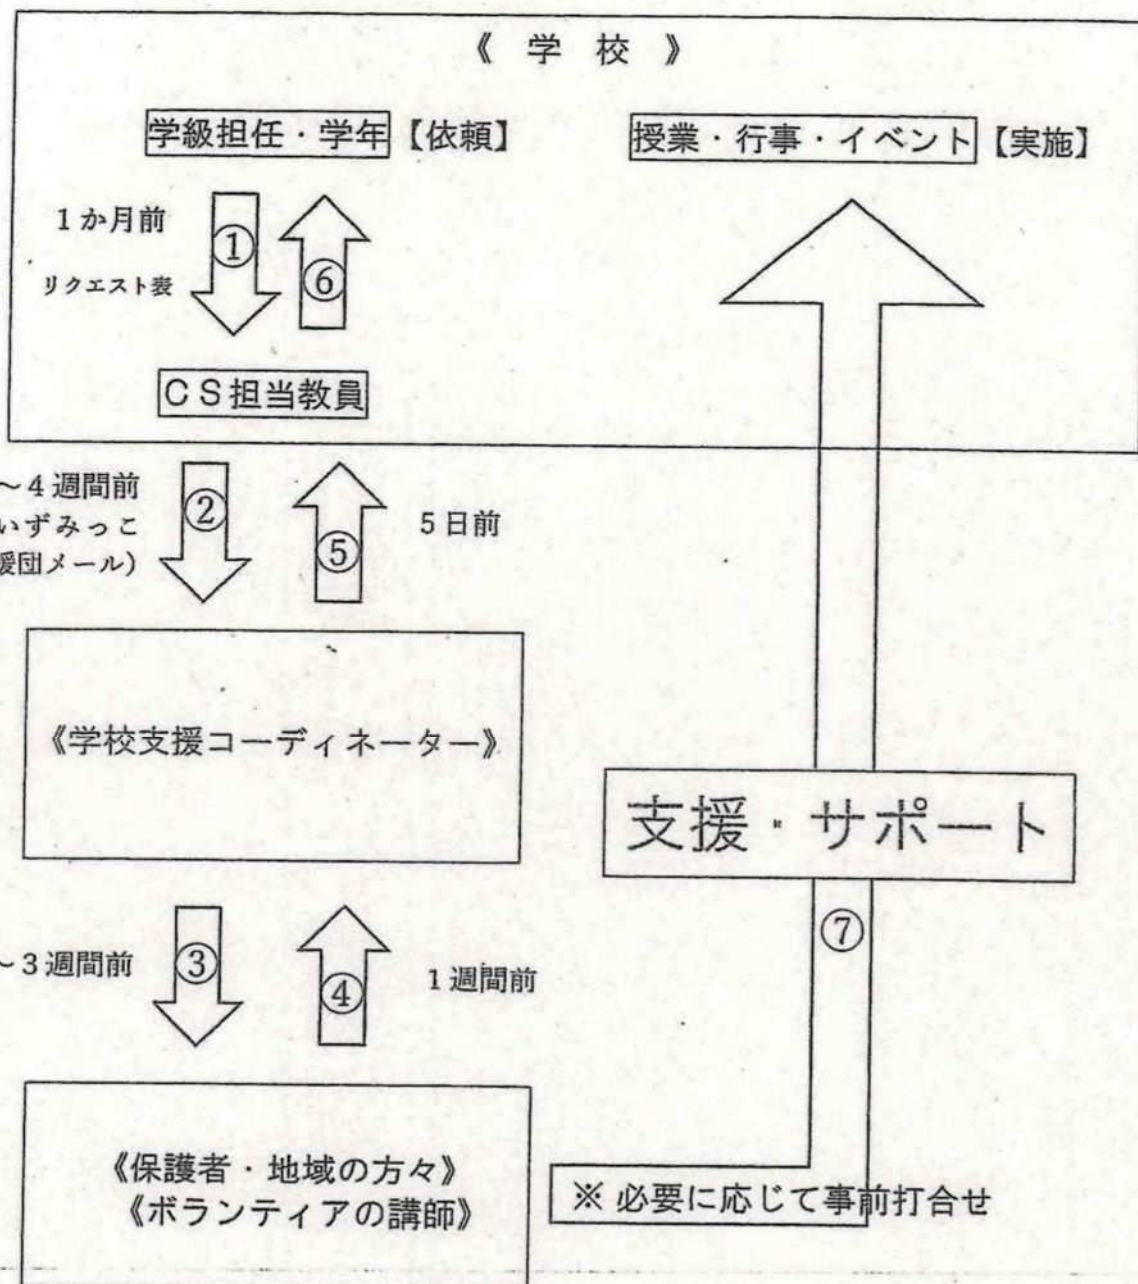 《 学 校 》
学級担任・学年【依頼】
授業・行事・イベント【実施】
1か月前
リクエスト表
①
⑥
CS担当教員
~4週間前
いずみっこ
援団メール)
②
⑤
5日前
《学校支援コーディネーター》
支援・サポート
~3週間前
③
④
1週間前
⑦
《保護者・地域の方々》
《ボランティアの講師》
※ 必要に応じて事前打合せ